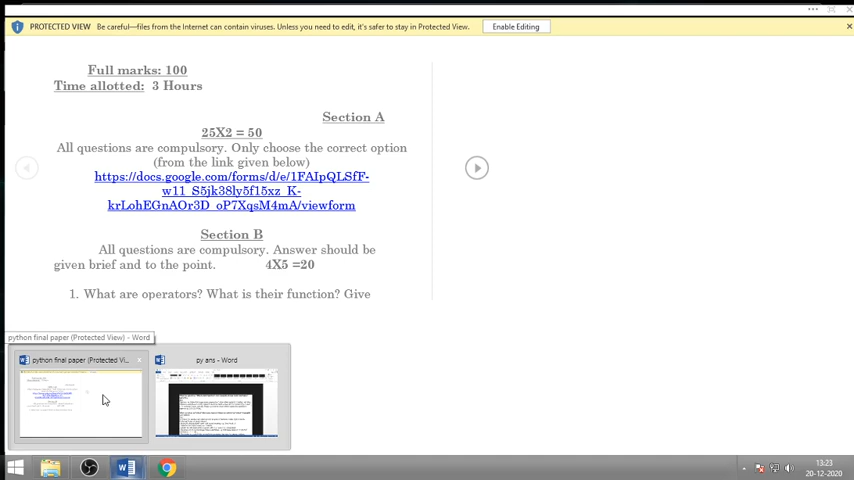 PROTECTED VIEW Be careful—files from the Internet can contain viruses. Unless you need to edit, it's safer to stay in Protected View. Enable Editing
Full marks: 100
Time allotted: 3 Hours
Section A
25X2 = 50
All questions are compulsory. Only choose the correct option
(from the link given below)
https://docs.google.com/forms/d/e/1FAIpQLSfF-
w11_S5jk38ly5f15xz_K-
krLohEGnAOr3D_oP7XqsM4mA/viewform
Section B
All questions are compulsory. Answer should be
given brief and to the point. 4X5 =20
1. What are operators? What is their function? Give
python final paper (Protected View) - Word
python final paper (Protected Vi...
py ans - Word
13:23
20-12-2020